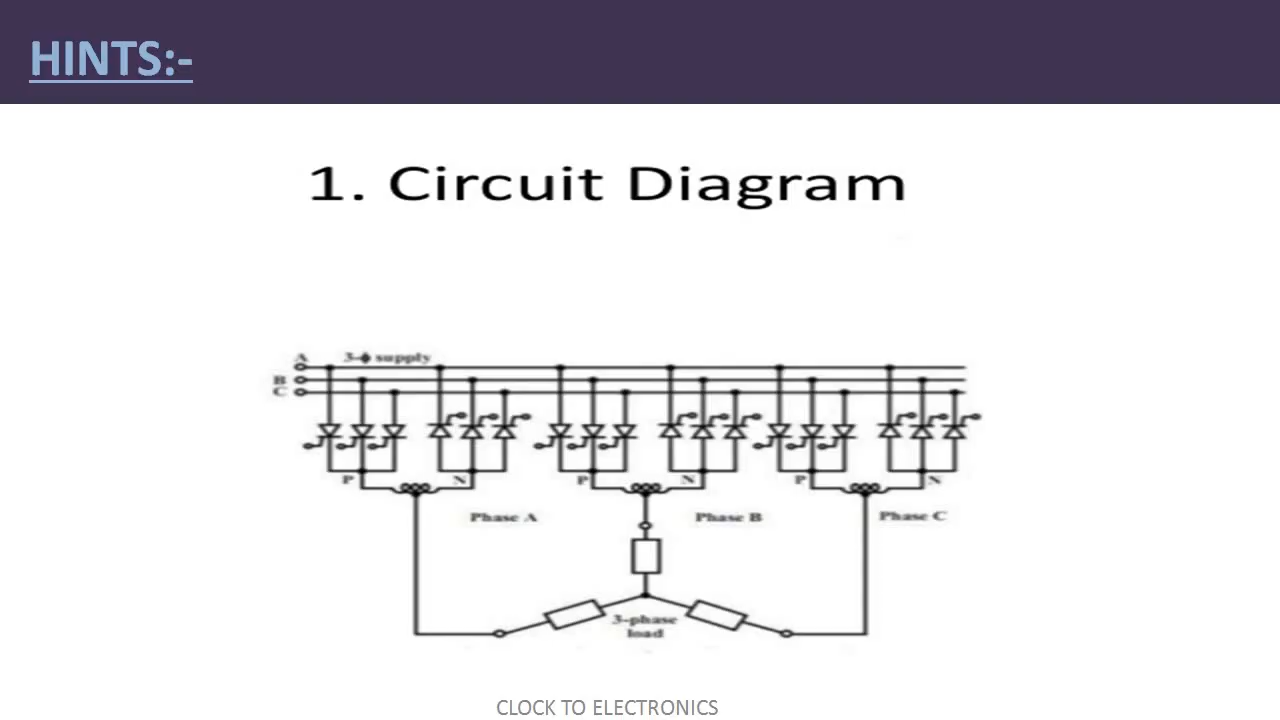 HINTS:-
1. Circuit Diagram
A 3-ϕ supply
B
C
P N P N P N
Phase A Phase B Phase C
3-phase
load
CLOCK TO ELECTRONICS